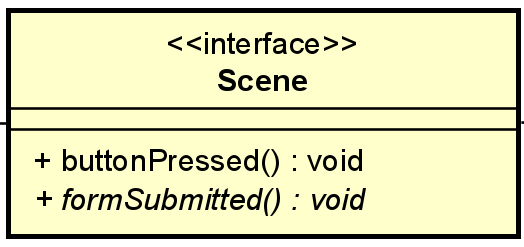 <<interface>>
Scene
+ buttonPressed() : void
+ formSubmitted() : void